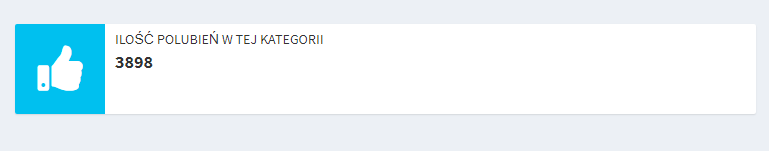 ILOŚĆ POLUBIEŃ W TEJ KATEGORII
3898